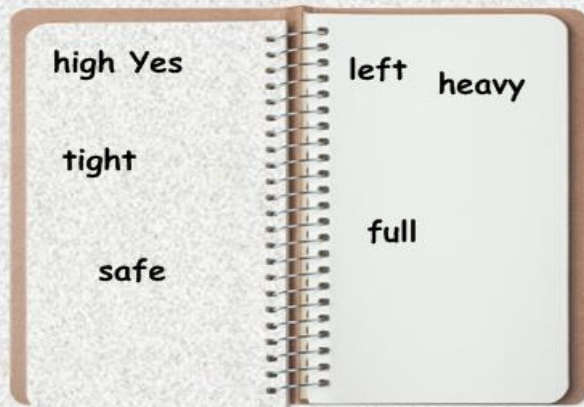 high Yes
tight
safe
left
heavy
full